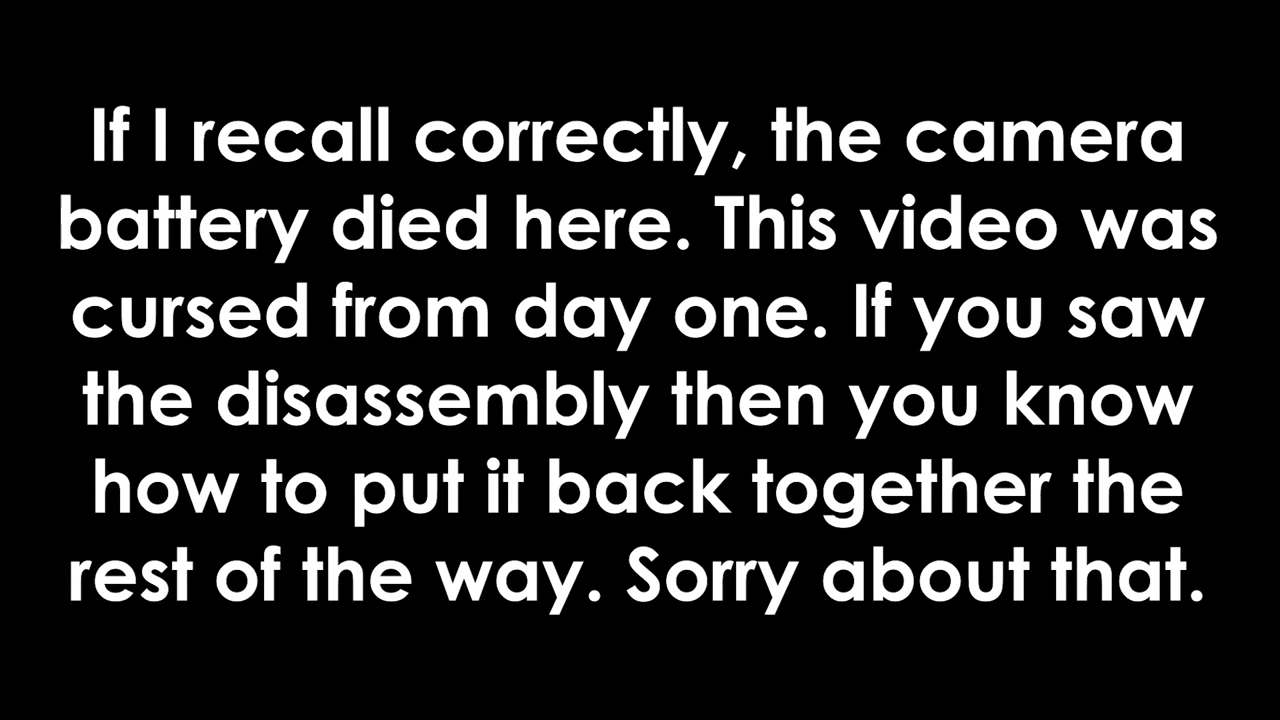 If I recall correctly, the camera
battery died here. This video was
cursed from day one. If you saw
the disassembly then you know
how to put it back together the
rest of the way. Sorry about that.